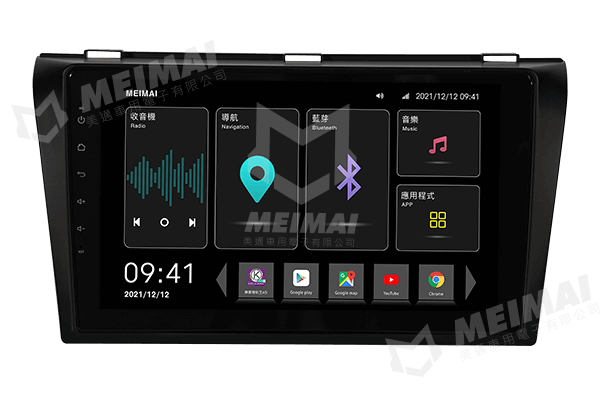 MEIMAI
2021/12/12 09:41
收音機
Radio
導航
Navigation
藍芽
Bluetooth
音樂
Music
應用程式
APP
09:41
2021/12/12
Google play
Google map
YouTube
Chrome
MEIMAI
美邁車用電子有限公司
MEIMAI
美邁車用電子有限公司
MEIMAI
美邁車用電子有限公司